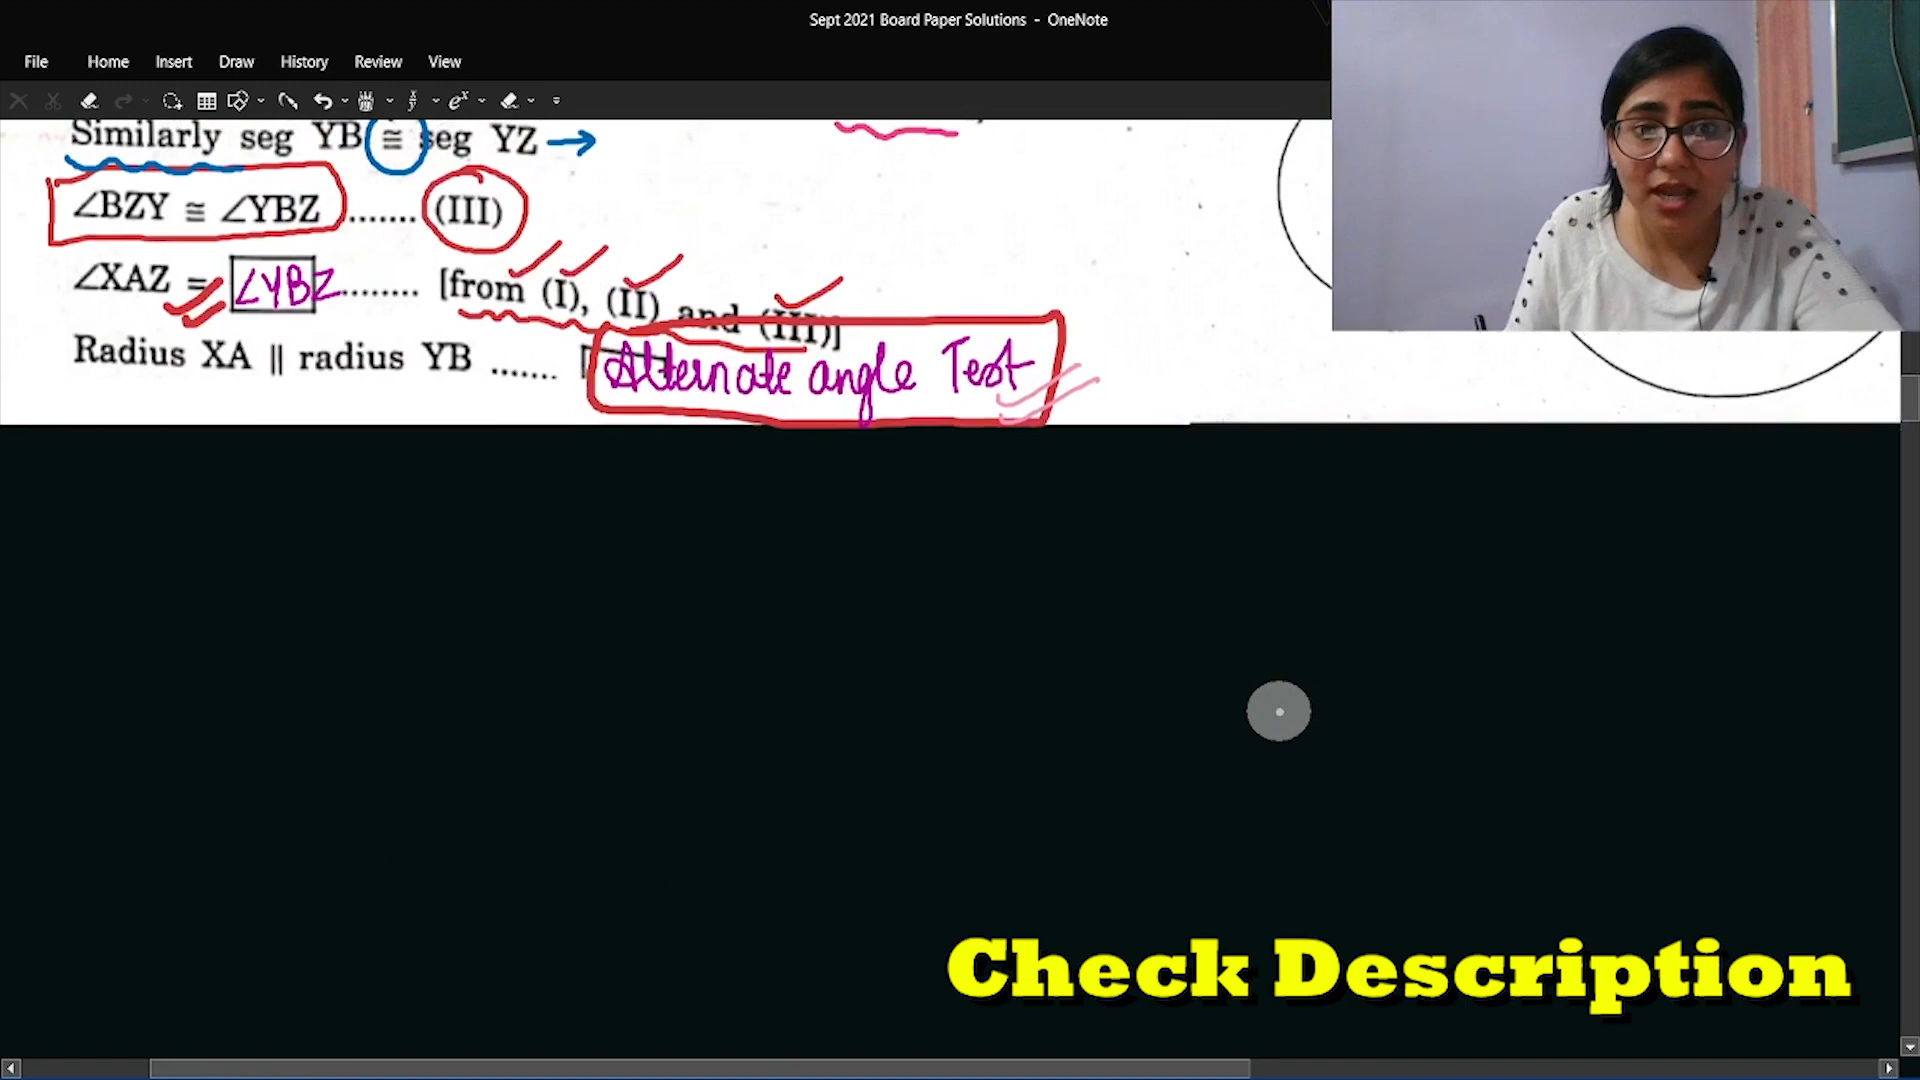 Sept 2021 Board Paper Solutions - OneNote
File Home Insert Draw History Review View
Similarly seg YB ≅ seg YZ →
∠BZY ≅ ∠YBZ ....... (III)
∠XAZ = ∠YBZ ........ [from (I), (II) and (III)]
Radius XA || radius YB ....... [Alternate angle Test
Check Description